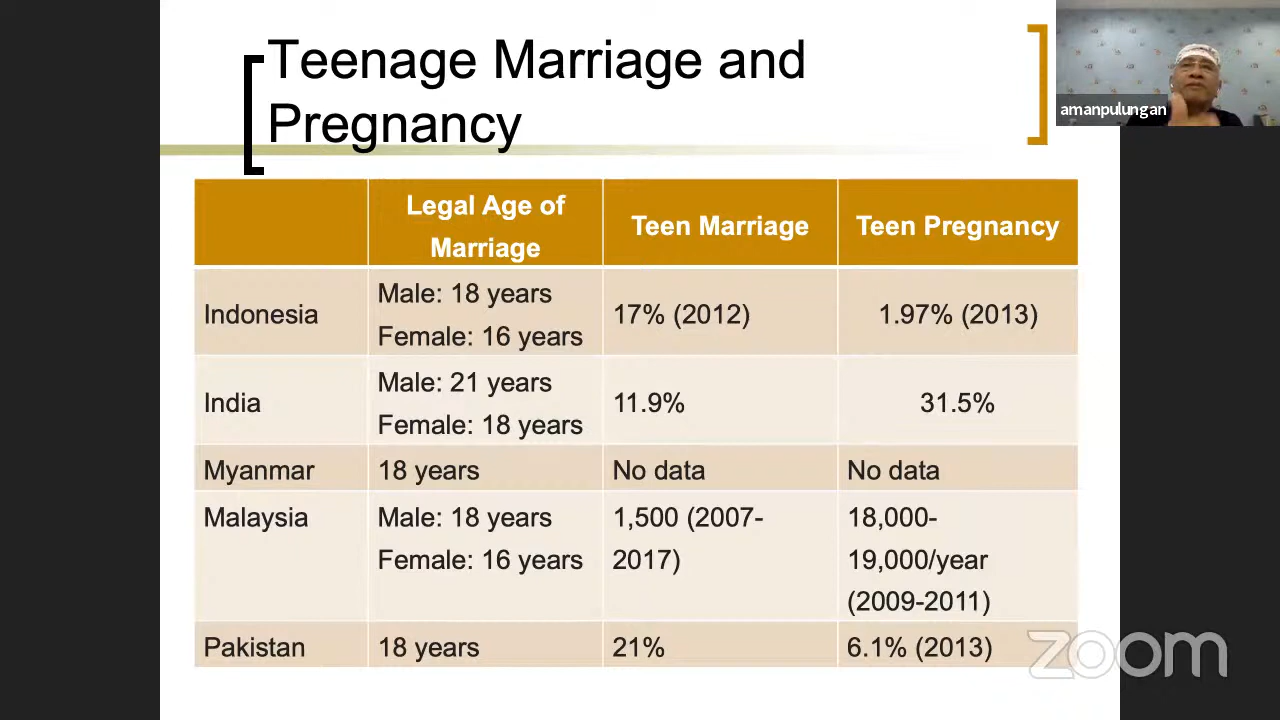 Teenage Marriage and
Pregnancy
amanpulungan
Legal Age of
Marriage
Teen Marriage
Teen Pregnancy
Indonesia
Male: 18 years
Female: 16 years
17% (2012)
1.97% (2013)
India
Male: 21 years
Female: 18 years
11.9%
31.5%
Myanmar
18 years
No data
No data
Malaysia
Male: 18 years
Female: 16 years
1,500 (2007-
2017)
18,000-
19,000/year
(2009-2011)
Pakistan
18 years
21%
6.1% (2013)
zoom